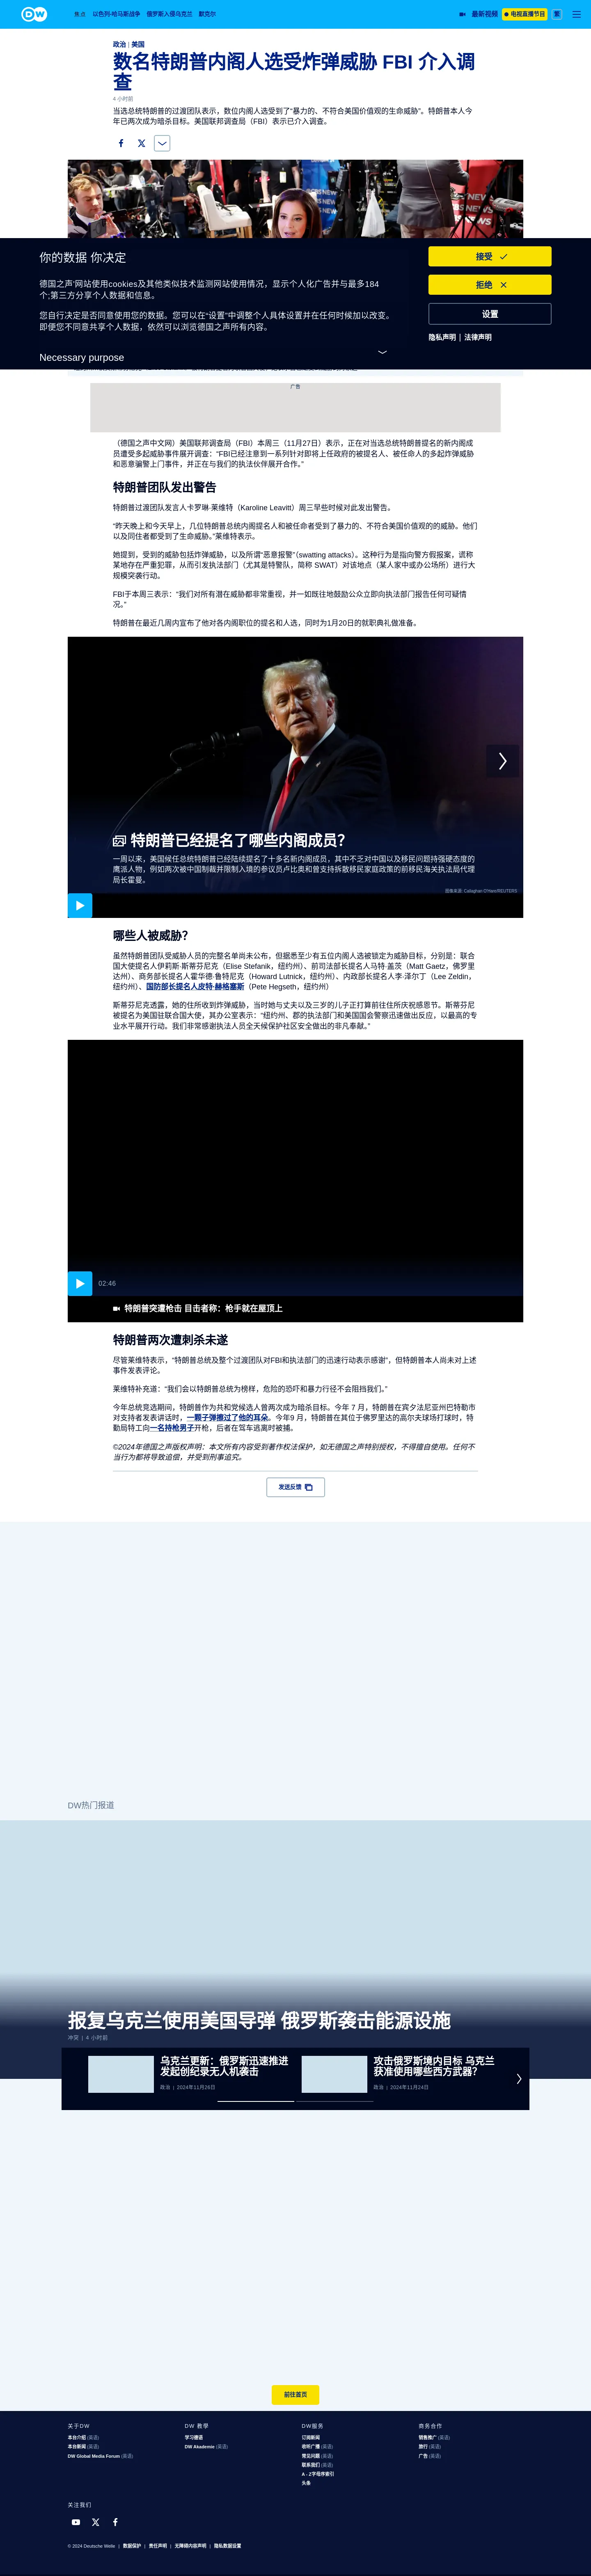 DW
焦点 以色列-哈马斯战争 俄罗斯入侵乌克兰 默克尔
最新视频 电视直播节目 繁
政治 | 美国
数名特朗普内阁人选受炸弹威胁 FBI 介入调
查
4 小时前
当选总统特朗普的过渡团队表示，数位内阁人选受到了“暴力的、不符合美国价值观的生命威胁”。特朗普本人今
年已两次成为暗杀目标。美国联邦调查局（FBI）表示已介入调查。
你的数据 你决定
德国之声'网站使用cookies及其他类似技术监测网站使用情况，显示个人化广告并与最多184
个;第三方分享个人数据和信息。
您自行决定是否同意使用您的数据。您可以在“设置”中调整个人具体设置并在任何时候加以改变。
即便您不同意共享个人数据，依然可以浏览德国之声所有内容。
Necessary purpose
接受
拒绝
设置
隐私声明 | 法律声明
广告
（德国之声中文网）美国联邦调查局（FBI）本周三（11月27日）表示，正在对当选总统特朗普提名的新内阁成
员遭受多起威胁事件展开调查：“FBI已经注意到一系列针对即将上任政府的被提名人、被任命人的多起炸弹威胁
和恶意骗警上门事件，并正在与我们的执法伙伴展开合作。”
特朗普团队发出警告
特朗普过渡团队发言人卡罗琳·莱维特（Karoline Leavitt）周三早些时候对此发出警告。
“昨天晚上和今天早上，几位特朗普总统内阁提名人和被任命者受到了暴力的、不符合美国价值观的的威胁。他们
以及同住者都受到了生命威胁。”莱维特表示。
她提到，受到的威胁包括炸弹威胁，以及所谓“恶意报警”（swatting attacks）。这种行为是指向警方假报案，谎称
某地存在严重犯罪，从而引发执法部门（尤其是特警队，简称 SWAT）对该地点（某人家中或办公场所）进行大
规模突袭行动。
FBI于本周三表示：“我们对所有潜在威胁都非常重视，并一如既往地鼓励公众立即向执法部门报告任何可疑情
况。”
特朗普在最近几周内宣布了他对各内阁职位的提名和人选，同时为1月20日的就职典礼做准备。
特朗普已经提名了哪些内阁成员？
一周以来，美国候任总统特朗普已经陆续提名了十多名新内阁成员，其中不乏对中国以及移民问题持强硬态度的
鹰派人物，例如两次被中国制裁并限制入境的参议员卢比奥和曾支持拆散移民家庭政策的前移民海关执法局代理
局长霍曼。
图集来源: Callaghan O'Hare/REUTERS
哪些人被威胁？
虽然特朗普团队受威胁人员的完整名单尚未公布，但据悉至少有五位内阁人选被锁定为威胁目标，分别是：联合
国大使提名人伊莉斯·斯蒂芬尼克（Elise Stefanik，纽约州）、前司法部长提名人马特·盖茨（Matt Gaetz，佛罗里
达州）、商务部长提名人霍华德·鲁特尼克（Howard Lutnick，纽约州）、内政部长提名人李·泽尔丁（Lee Zeldin，
纽约州）、国防部长提名人皮特·赫格塞斯（Pete Hegseth，纽约州）
斯蒂芬尼克透露，她的住所收到炸弹威胁，当时她与丈夫以及三岁的儿子正打算前往住所庆祝感恩节。斯蒂芬尼
被提名为美国驻联合国大使，其办公室表示：“纽约州、郡的执法部门和美国国会警察迅速做出反应，以最高的专
业水平展开行动。我们非常感谢执法人员全天候保护社区安全做出的非凡奉献。”
02:46
特朗普突遭枪击 目击者称：枪手就在屋顶上
特朗普两次遭刺杀未遂
尽管莱维特表示，“特朗普总统及整个过渡团队对FBI和执法部门的迅速行动表示感谢”，但特朗普本人尚未对上述
事件发表评论。
莱维特补充道：“我们会以特朗普总统为榜样，危险的恐吓和暴力行径不会阻挡我们。”
今年总统竞选期间，特朗普作为共和党候选人曾两次成为暗杀目标。今年 7 月，特朗普在宾夕法尼亚州巴特勒市
对支持者发表讲话时，一颗子弹擦过了他的耳朵。今年9 月，特朗普在其位于佛罗里达的高尔夫球场打球时，特
勤局特工向一名持枪男子开枪，后者在驾车逃离时被捕。
©2024年德国之声版权声明：本文所有内容受到著作权法保护，如无德国之声特别授权，不得擅自使用。任何不
当行为都将导致追偿，并受到刑事追究。
发送反馈
DW热门报道
报复乌克兰使用美国导弹 俄罗斯袭击能源设施
冲突 | 4 小时前
乌克兰更新：俄罗斯迅速推进
发起创纪录无人机袭击
政治 | 2024年11月26日
攻击俄罗斯境内目标 乌克兰
获准使用哪些西方武器？
政治 | 2024年11月24日
前往首页
关于DW
本台介绍 (英语)
本台新闻 (英语)
DW Global Media Forum (英语)
DW 教學
学习德语
DW Akademie (英语)
DW服务
订阅新闻
收听广播 (英语)
常见问题 (英语)
联系我们 (英语)
A - Z字母序索引
头条
商务合作
销售推广 (英语)
旅行 (英语)
广告 (英语)
关注我们
© 2024 Deutsche Welle | 数据保护 | 责任声明 | 无障碍内容声明 | 隐私数据设置